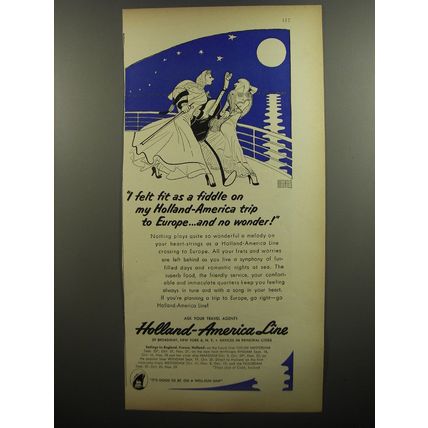 "I felt fit as a fiddle on
my Holland-America trip
to Europe...and no wonder!"
Nothing plays quite so wonderful a melody on
your heart-strings as a Holland-America Line
crossing to Europe. All your frets and worries
are left behind as you live a symphony of fun-
filled days and romantic nights at sea. The
superb food, the friendly service, your comfort-
able and immaculate quarters keep you feeling
always in tune and with a song in your heart.
If you're planning a trip to Europe, go right—go
Holland-America Line!
ASK YOUR TRAVEL AGENT:
Holland-America Line
29 BROADWAY, NEW YORK 6, N. Y. • OFFICES IN PRINCIPAL CITIES
"IT'S GOOD TO BE ON A WELL-RUN SHIP"